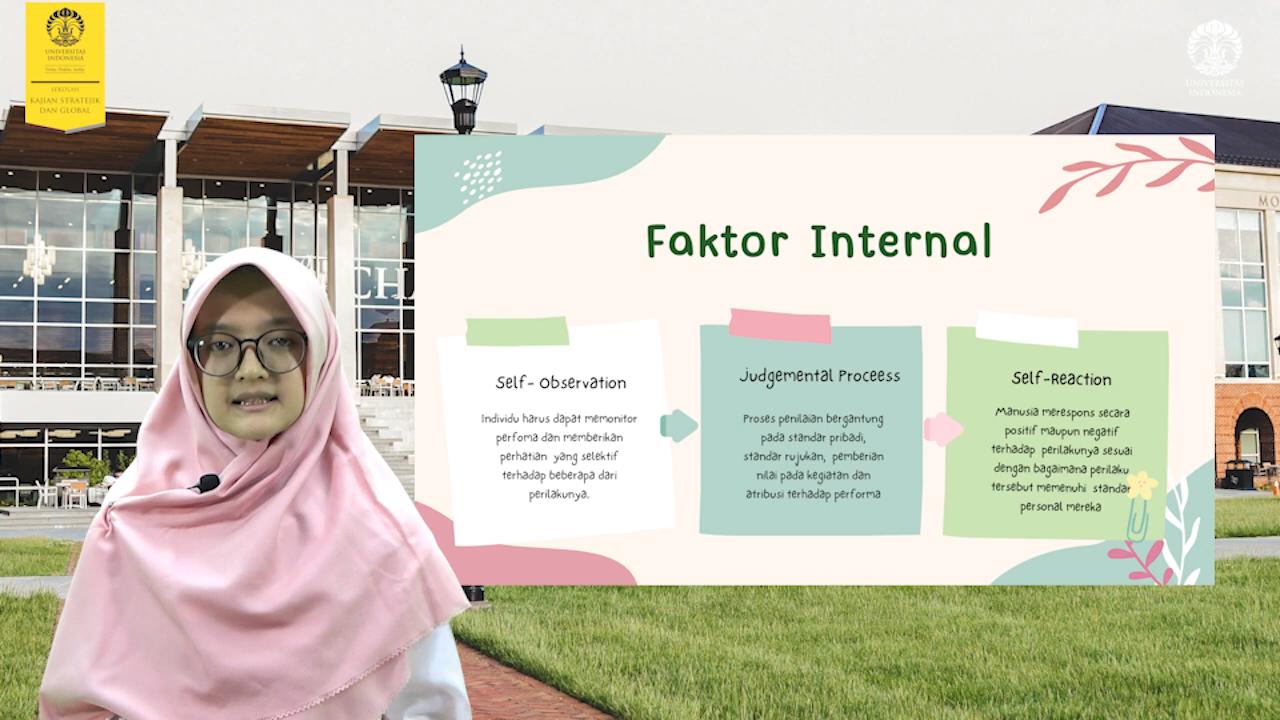 UNIVERSITAS
INDONESIA
SEKOLAH
KAJIAN STRATEJIK
DAN GLOBAL
UNIVERSITAS
INDONESIA
MO
CH
Faktor Internal
Self- Observation
Individu harus dapat memonitor
perfoma dan memberikan
perhatian yang selektif
terhadap beberapa dari
perilakunya.
Judgemental Proceess
Proses penilaian bergantung
pada standar pribadi,
standar rujukan, pemberian
nilai pada kegiatan dan
atribusi terhadap performa
Self-Reaction
Manusia merespons secara
positif maupun negatif
terhadap perilakunya sesuai
dengan bagaimana perilaku
tersebut memenuhi standar
personal mereka